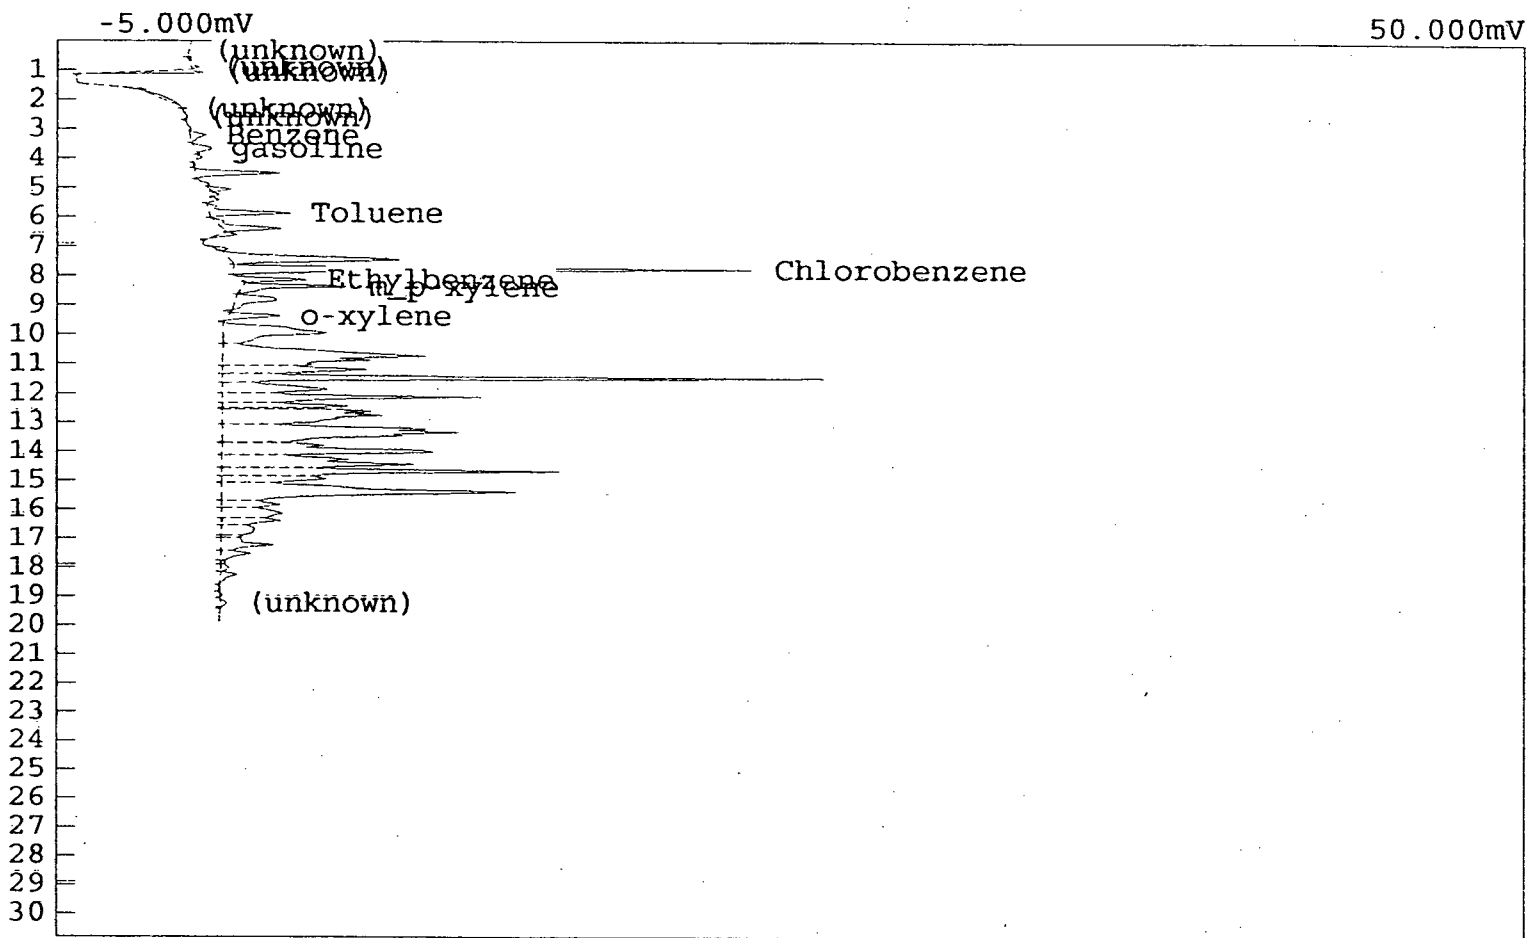 -5.000mV
50.000mV
(unknown)
1
(unknown)
(unknown)
2
(unknown)
(unknown)
3
Benzene
4
gasoline
5
6
Toluene
7
8
Chlorobenzene
Ethylbenzene
m_p-xylene
9
o-xylene
10
11
12
13
14
15
16
17
18
19
(unknown)
20
21
22
23
24
25
26
27
28
29
30